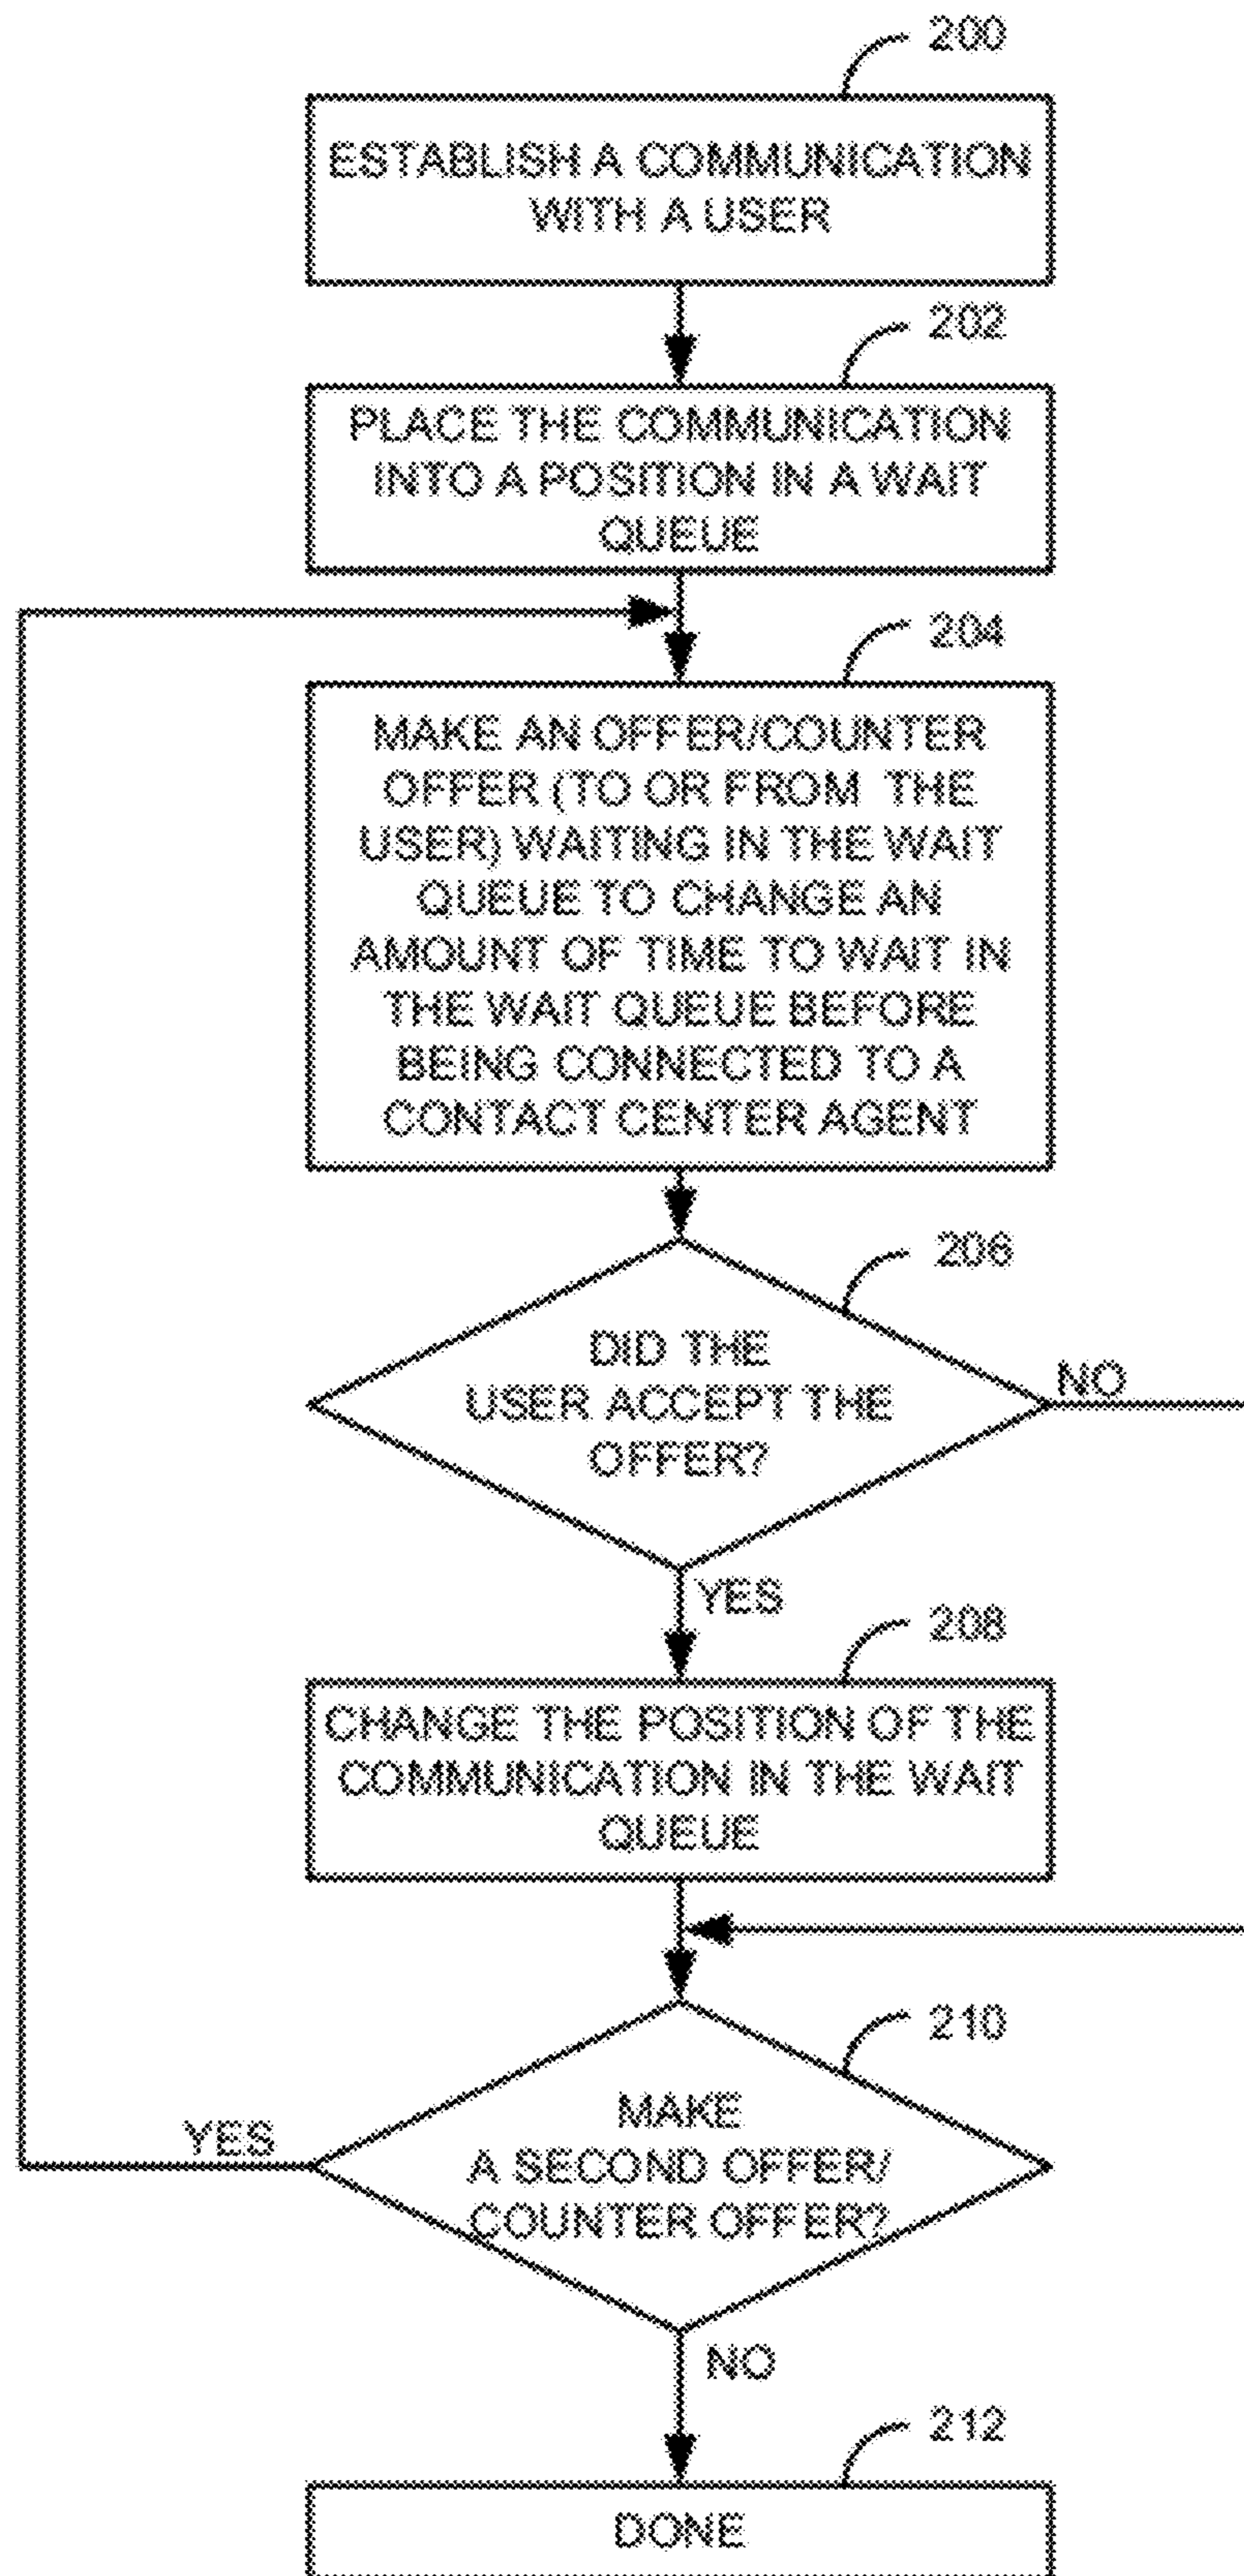 200
ESTABLISH A COMMUNICATION
WITH A USER
202
PLACE THE COMMUNICATION
INTO A POSITION IN A WAIT
QUEUE
204
MAKE AN OFFER/COUNTER
OFFER (TO OR FROM THE
USER) WAITING IN THE WAIT
QUEUE TO CHANGE AN
AMOUNT OF TIME TO WAIT IN
THE WAIT QUEUE BEFORE
BEING CONNECTED TO A
CONTACT CENTER AGENT
206
DID THE
USER ACCEPT THE
OFFER?
NO
YES
208
CHANGE THE POSITION OF THE
COMMUNICATION IN THE WAIT
QUEUE
210
MAKE
A SECOND OFFER/
COUNTER OFFER?
YES
NO
212
DONE